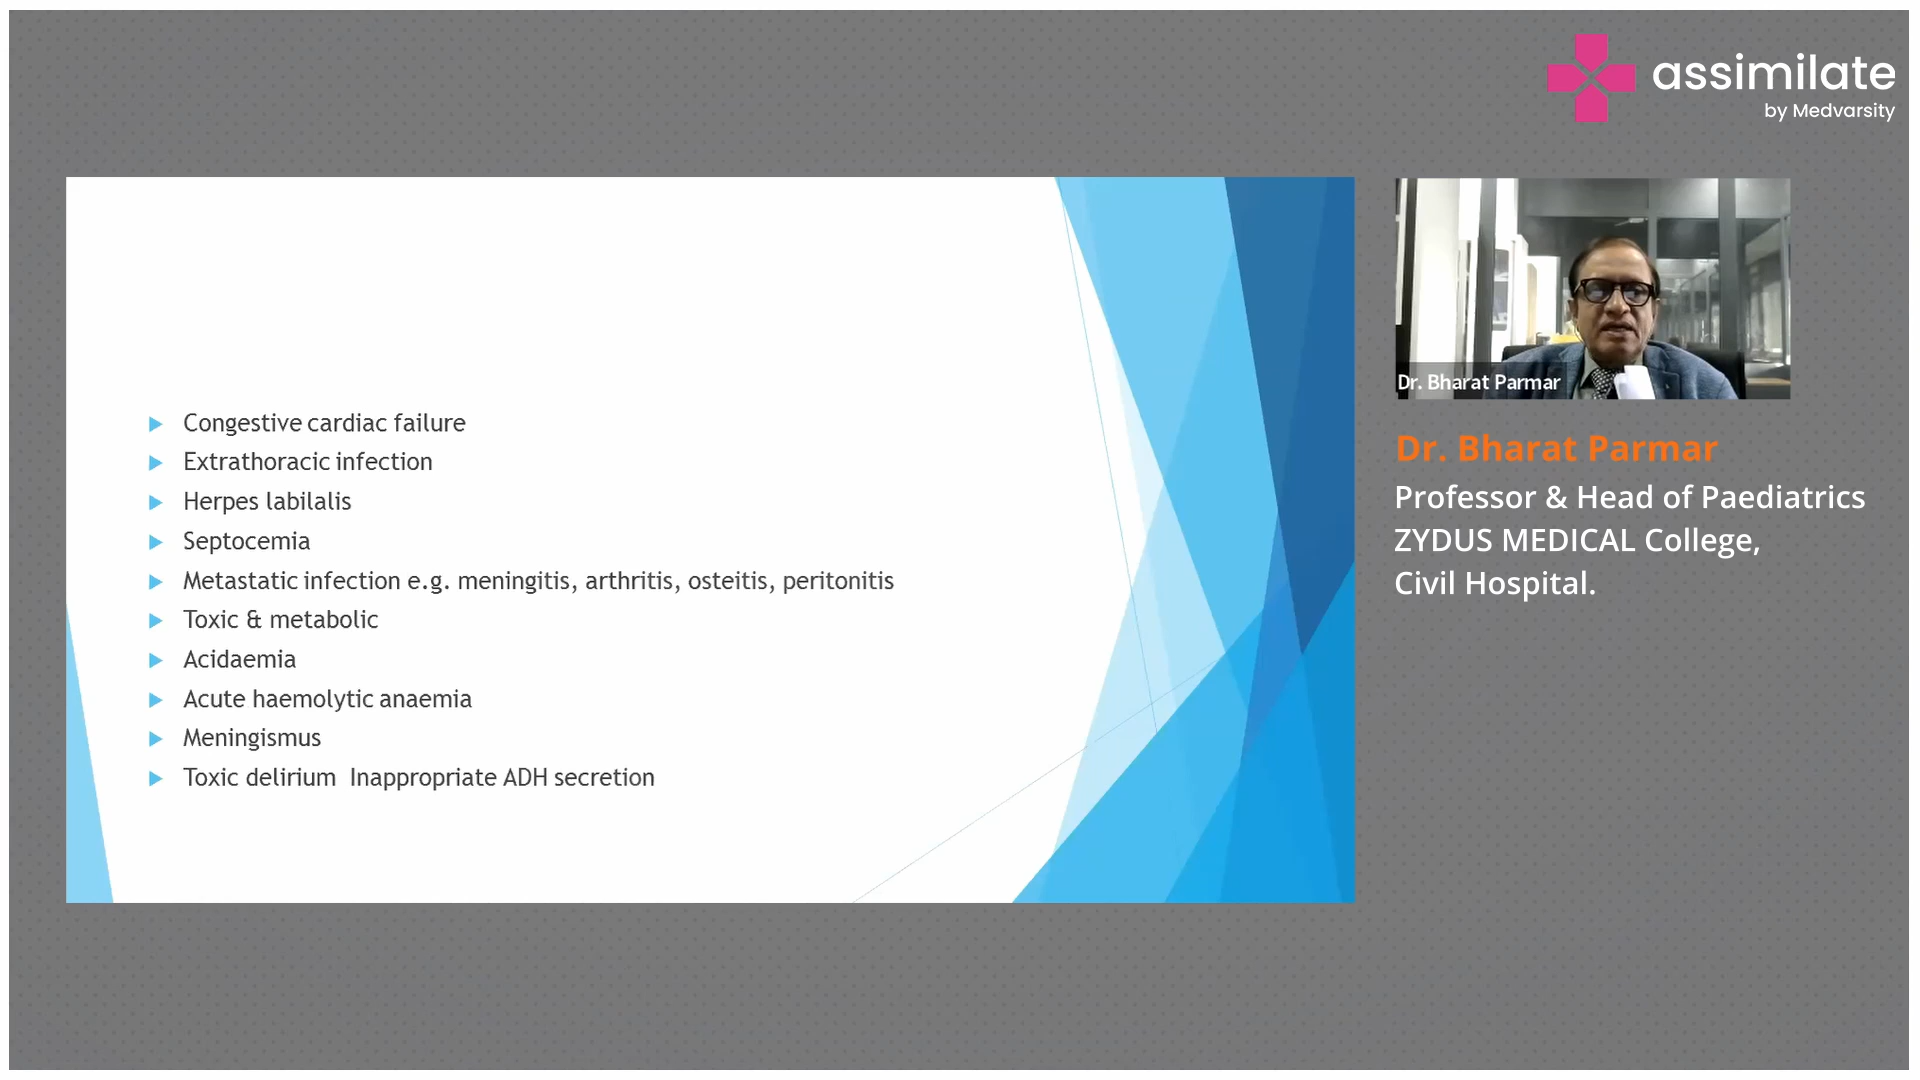 assimilate
by Medvarsity
Congestive cardiac failure
Extrathoracic infection
Herpes labilalis
Septocemia
Metastatic infection e.g. meningitis, arthritis, osteitis, peritonitis
Toxic & metabolic
Acidaemia
Acute haemolytic anaemia
Meningismus
Toxic delirium  Inappropriate ADH secretion
Dr. Bharat Parmar
Dr. Bharat Parmar
Professor & Head of Paediatrics
ZYDUS MEDICAL College,
Civil Hospital.